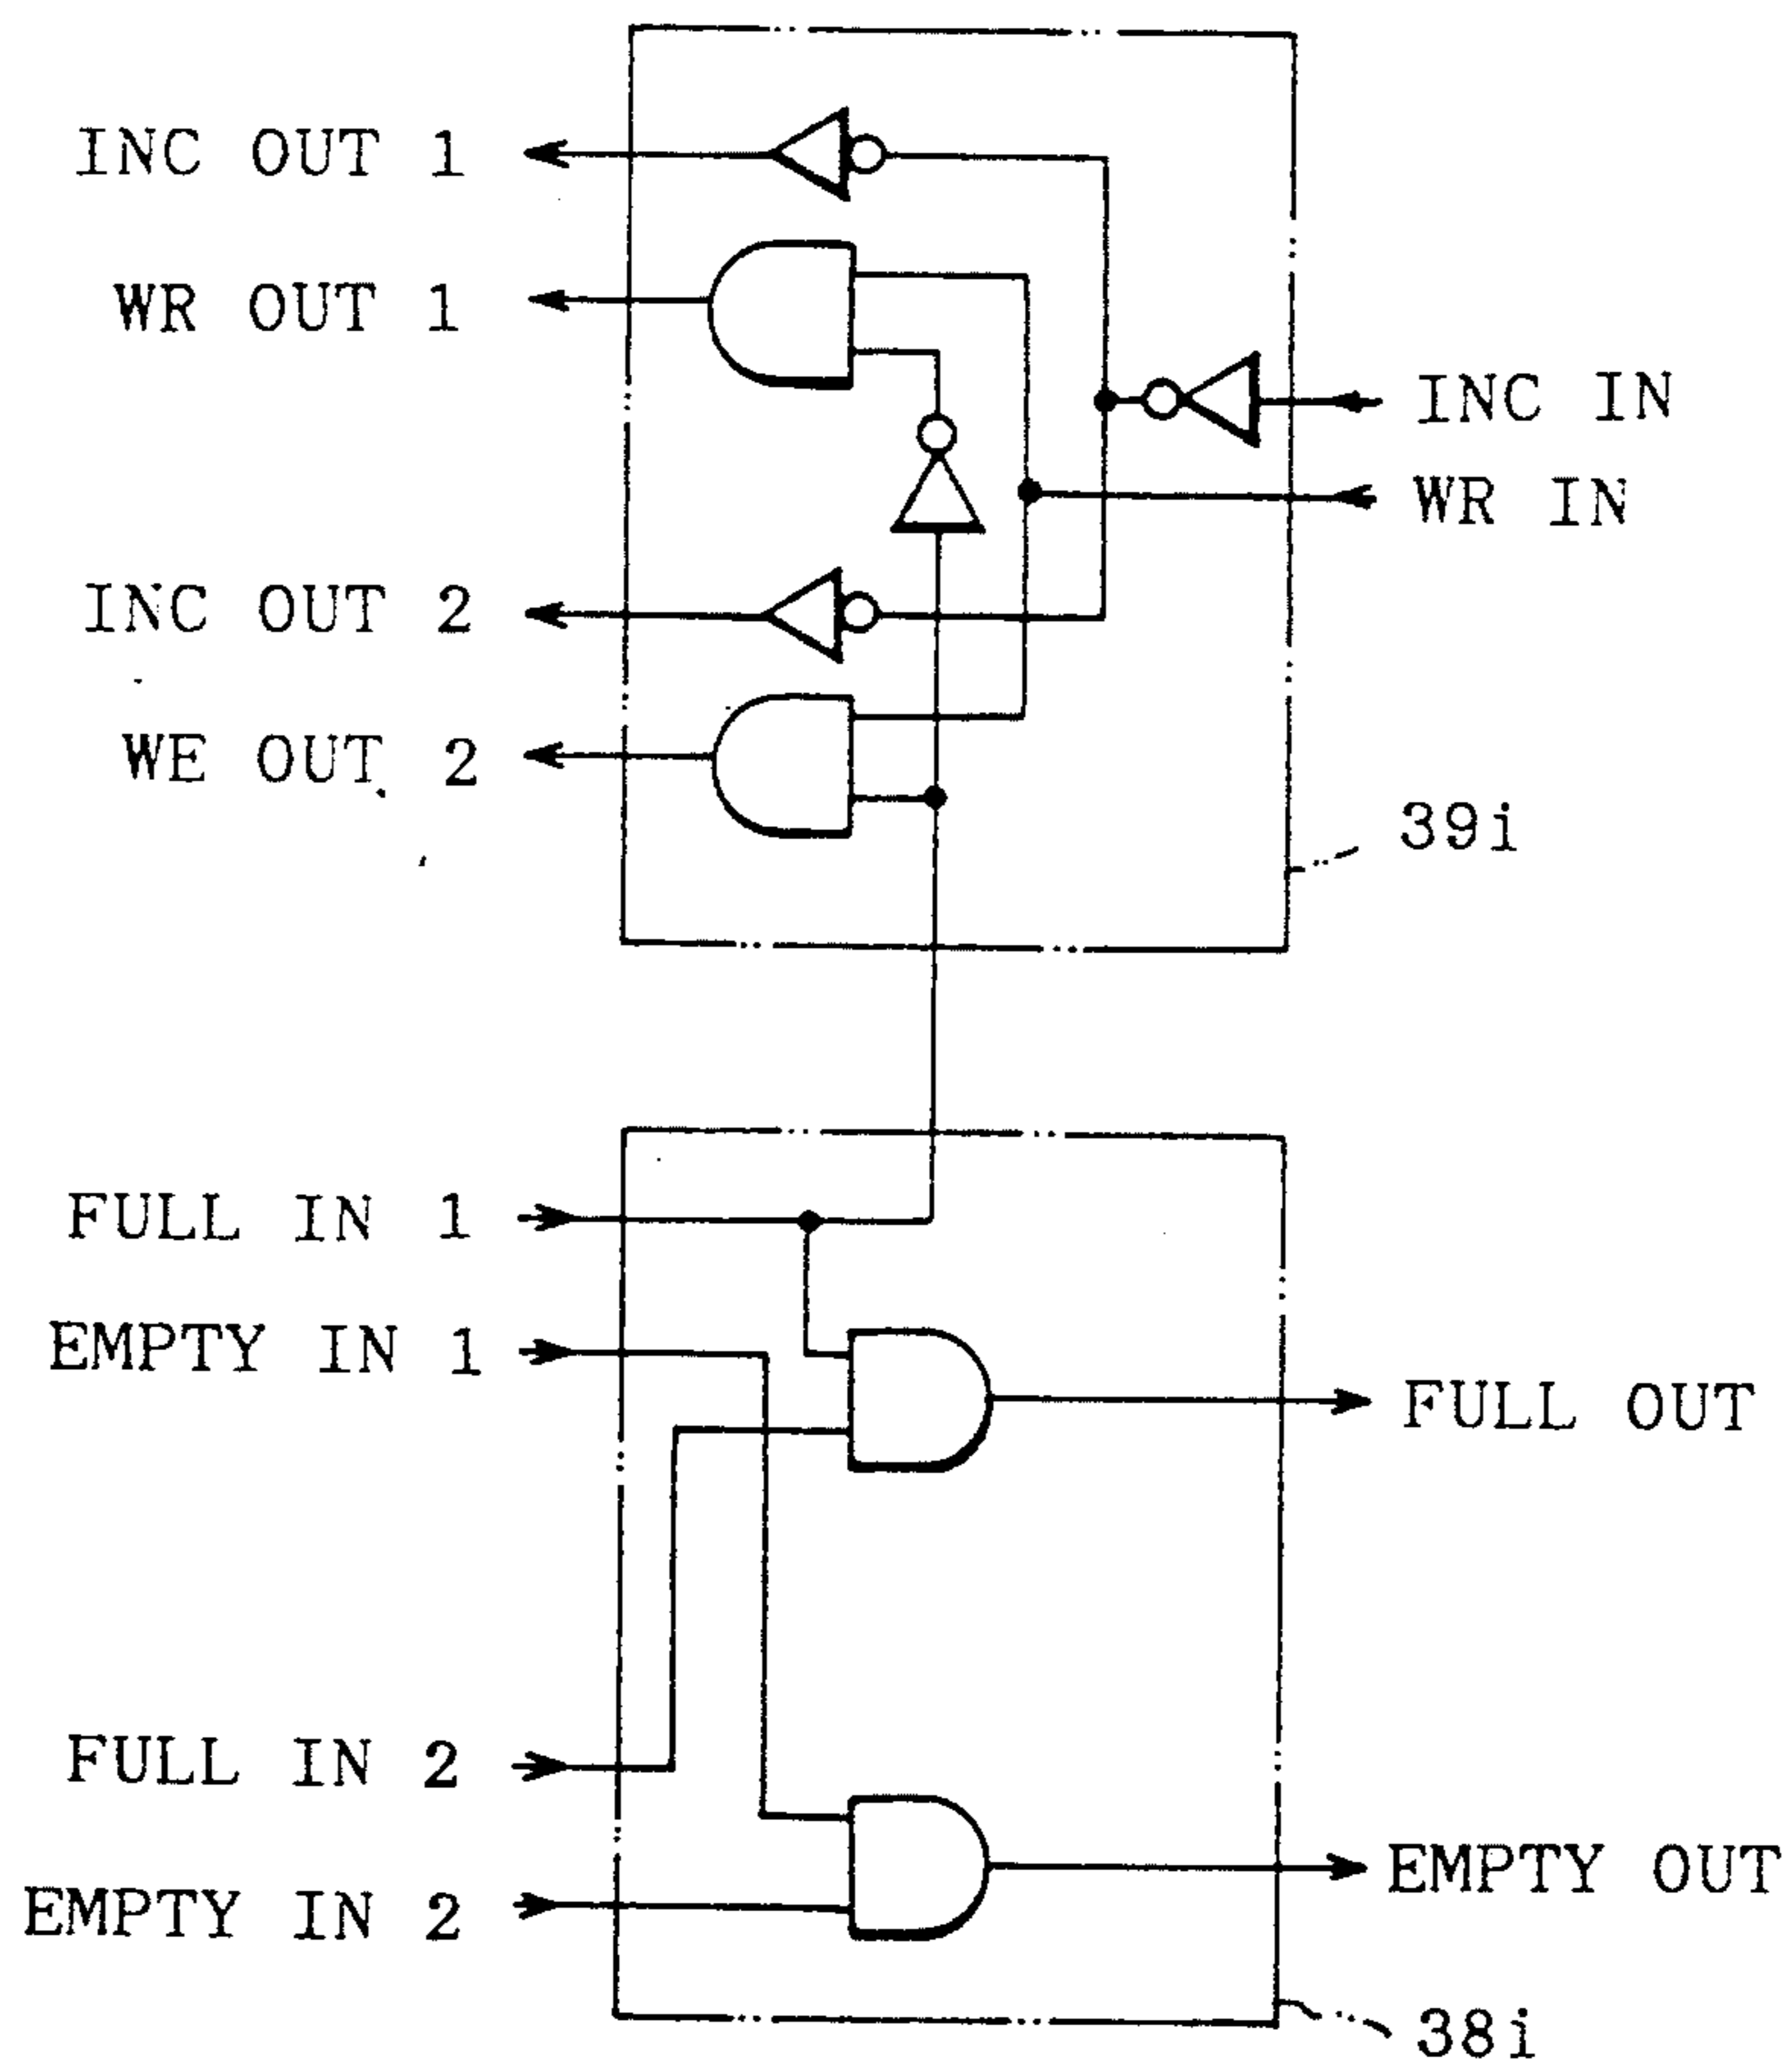 INC OUT 1
WR OUT 1
INC IN
WR IN
INC OUT 2
WE OUT 2
39i
FULL IN 1
EMPTY IN 1
FULL OUT
FULL IN 2
EMPTY OUT
EMPTY IN 2
38i